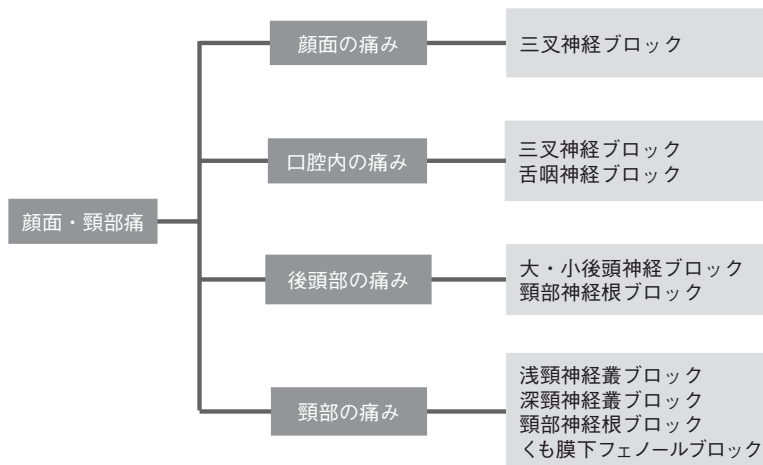 顔面・頸部痛
顔面の痛み
三叉神経ブロック
口腔内の痛み
三叉神経ブロック
舌咽神経ブロック
後頭部の痛み
大・小後頭神経ブロック
頸部神経根ブロック
頸部の痛み
浅頸神経叢ブロック
深頸神経叢ブロック
頸部神経根ブロック
くも膜下フェノールブロック